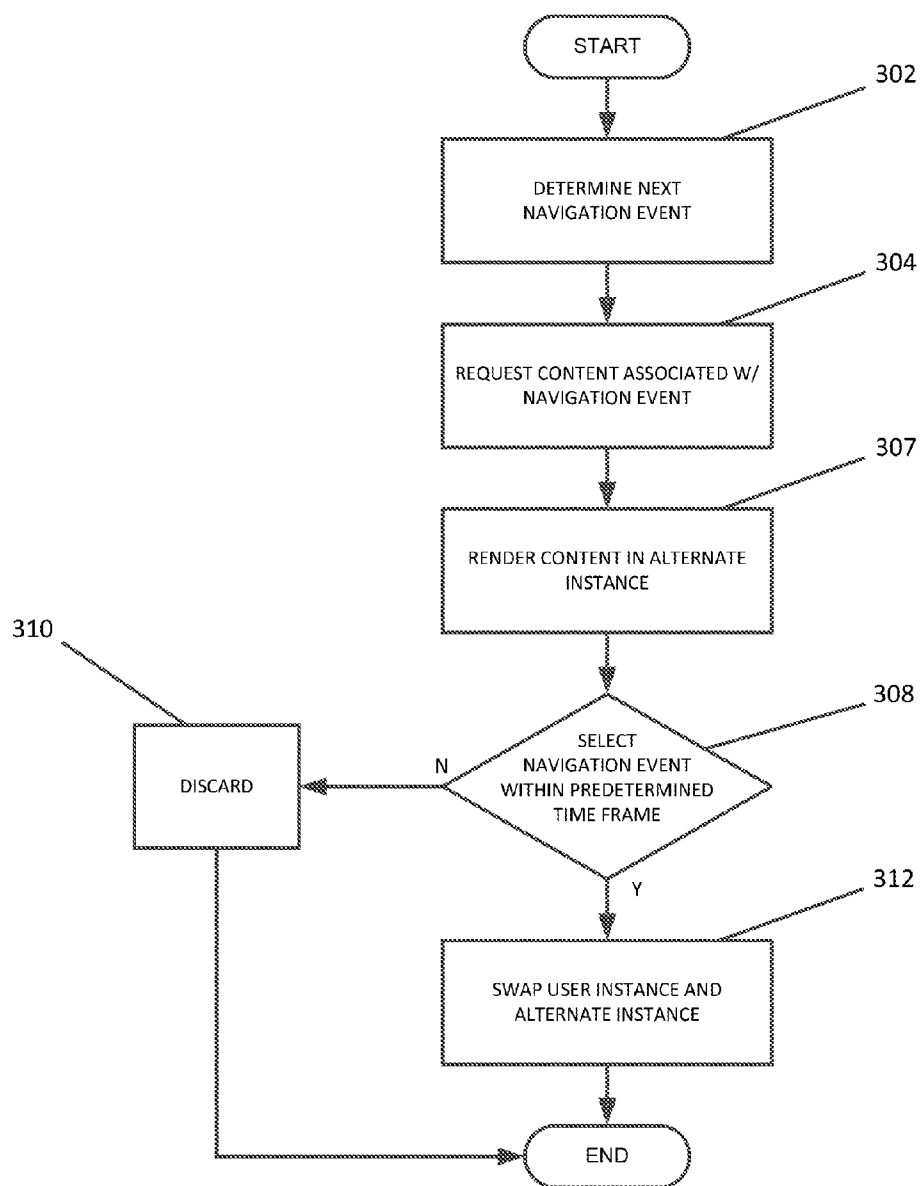 START
302
DETERMINE NEXT
NAVIGATION EVENT
304
REQUEST CONTENT ASSOCIATED W/
NAVIGATION EVENT
307
RENDER CONTENT IN ALTERNATE
INSTANCE
310
308
SELECT
NAVIGATION EVENT
WITHIN PREDETERMINED
TIME FRAME
N
DISCARD
Y
312
SWAP USER INSTANCE AND
ALTERNATE INSTANCE
END